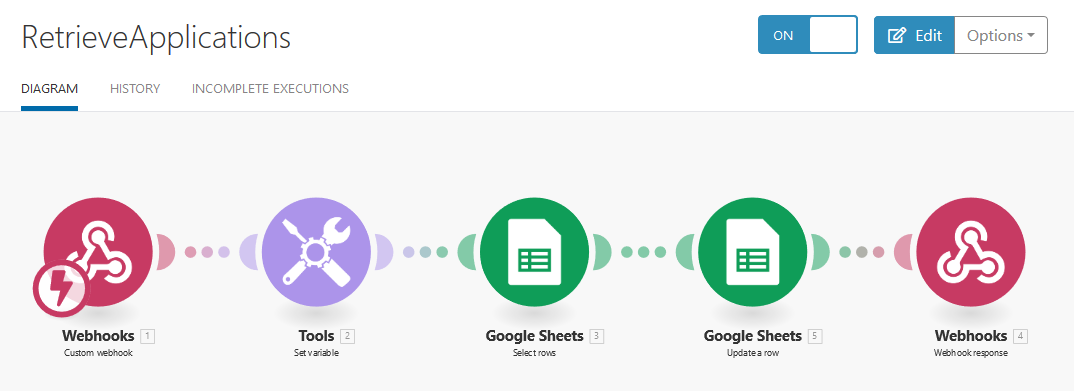 RetrieveApplications
ON
Edit
Options
DIAGRAM
HISTORY
INCOMPLETE EXECUTIONS
Webhooks 1
Custom webhook
Tools 2
Set variable
Google Sheets 3
Select rows
Google Sheets 5
Update a row
Webhooks 4
Webhook response